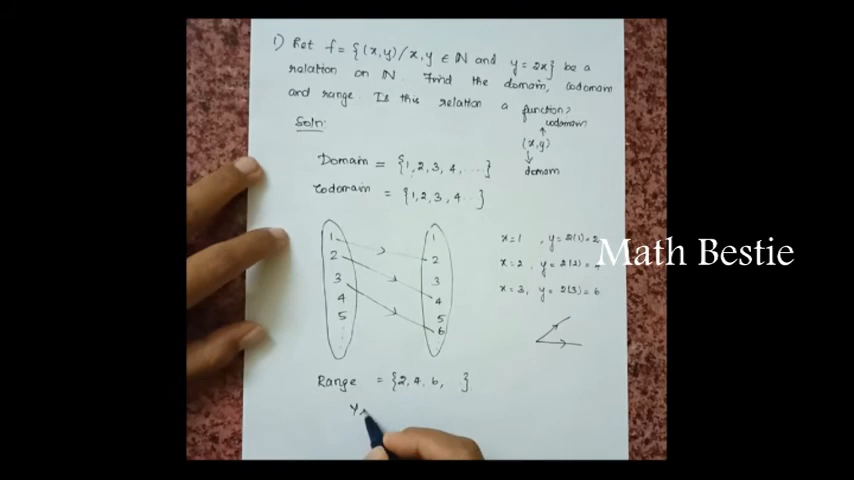 1) Let f = {(x,y)/x,y ∈ ℕ and y = 2x} be a
relation on ℕ. Find the domain, codomain
and range. Is this relation a function?
Soln:
codomain
↑
(x,y)
↓
domain
Domain = {1,2,3,4,....}
Codomain = {1,2,3,4...}
1
2
3
4
5
1
2
3
4
5
6
x=1 , y=2(1)=2
x=2 , y=2(2)=4
x=3, y=2(3)=6
Math Bestie
Range = {2,4,6, ...}